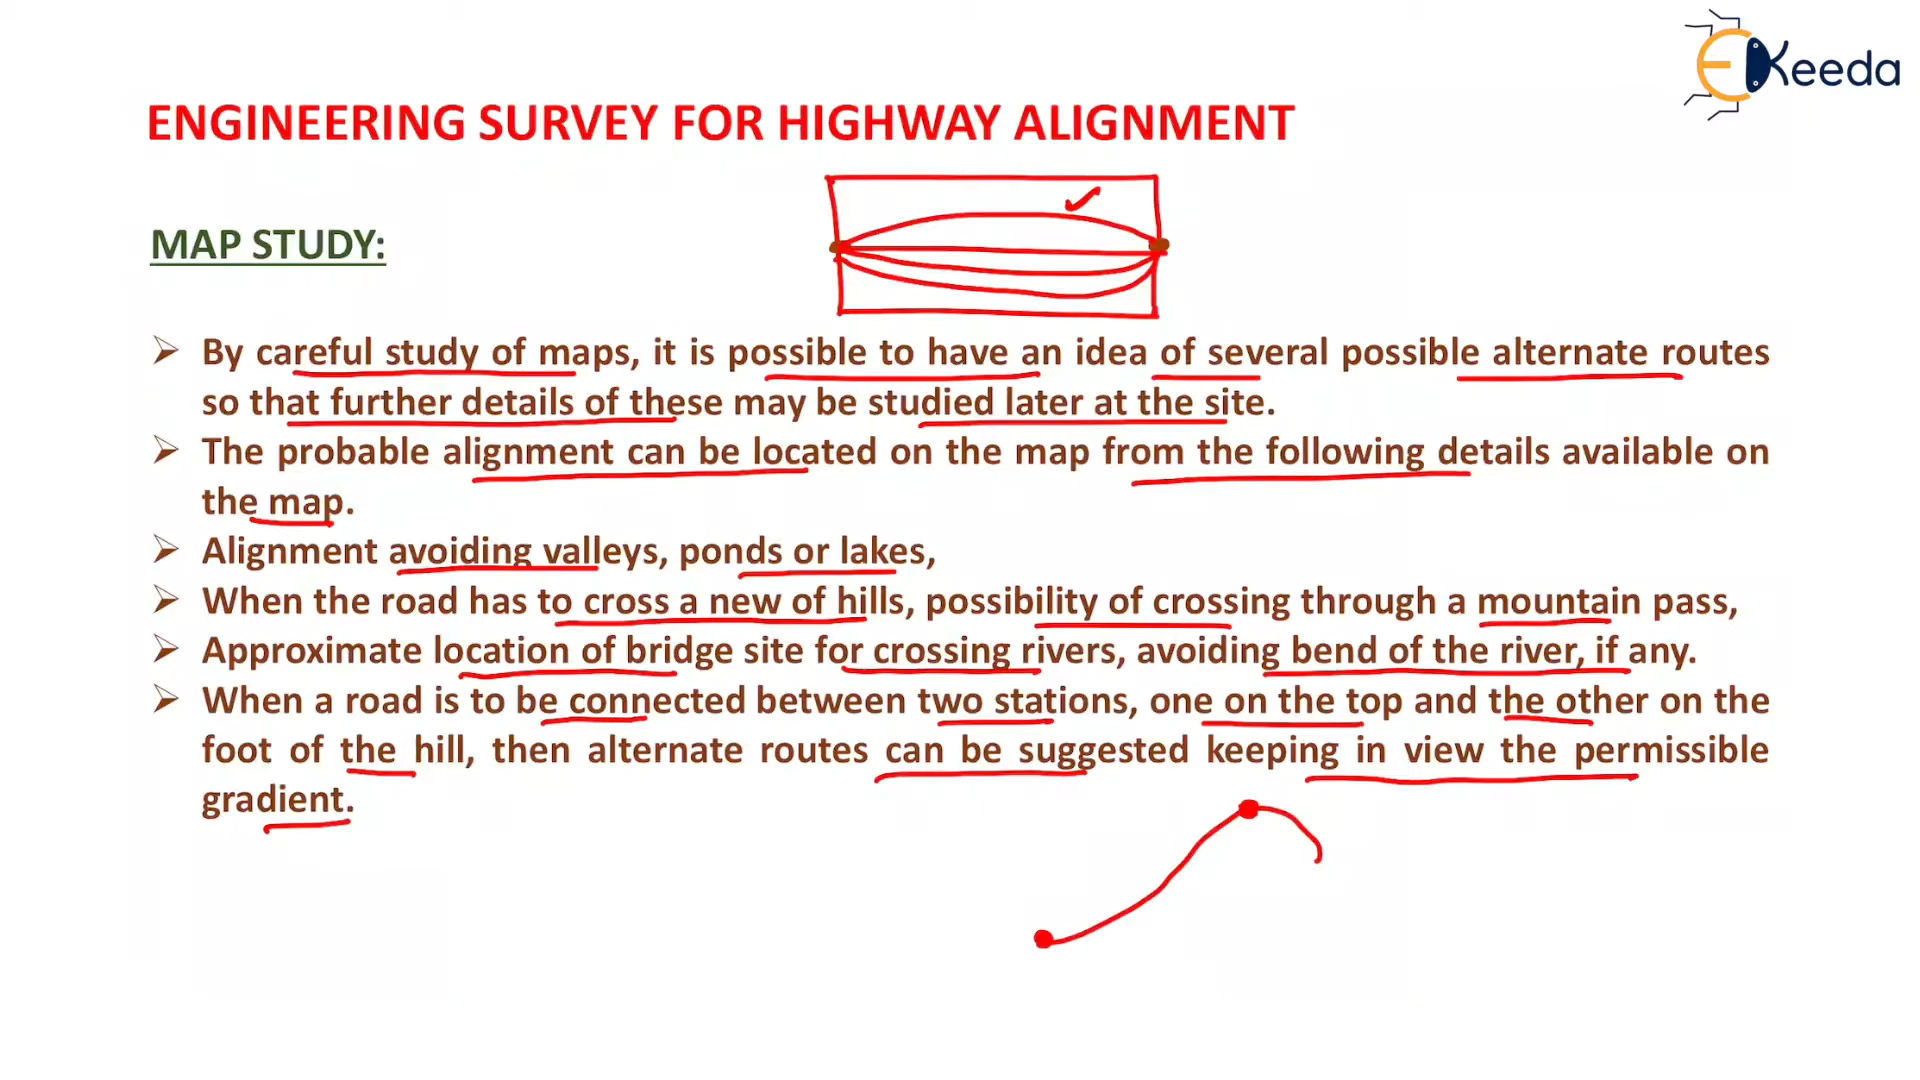 EKeeda
ENGINEERING SURVEY FOR HIGHWAY ALIGNMENT
MAP STUDY:
➢ By careful study of maps, it is possible to have an idea of several possible alternate routes
so that further details of these may be studied later at the site.
➢ The probable alignment can be located on the map from the following details available on
the map.
➢ Alignment avoiding valleys, ponds or lakes,
➢ When the road has to cross a new of hills, possibility of crossing through a mountain pass,
➢ Approximate location of bridge site for crossing rivers, avoiding bend of the river, if any.
➢ When a road is to be connected between two stations, one on the top and the other on the
foot of the hill, then alternate routes can be suggested keeping in view the permissible
gradient.